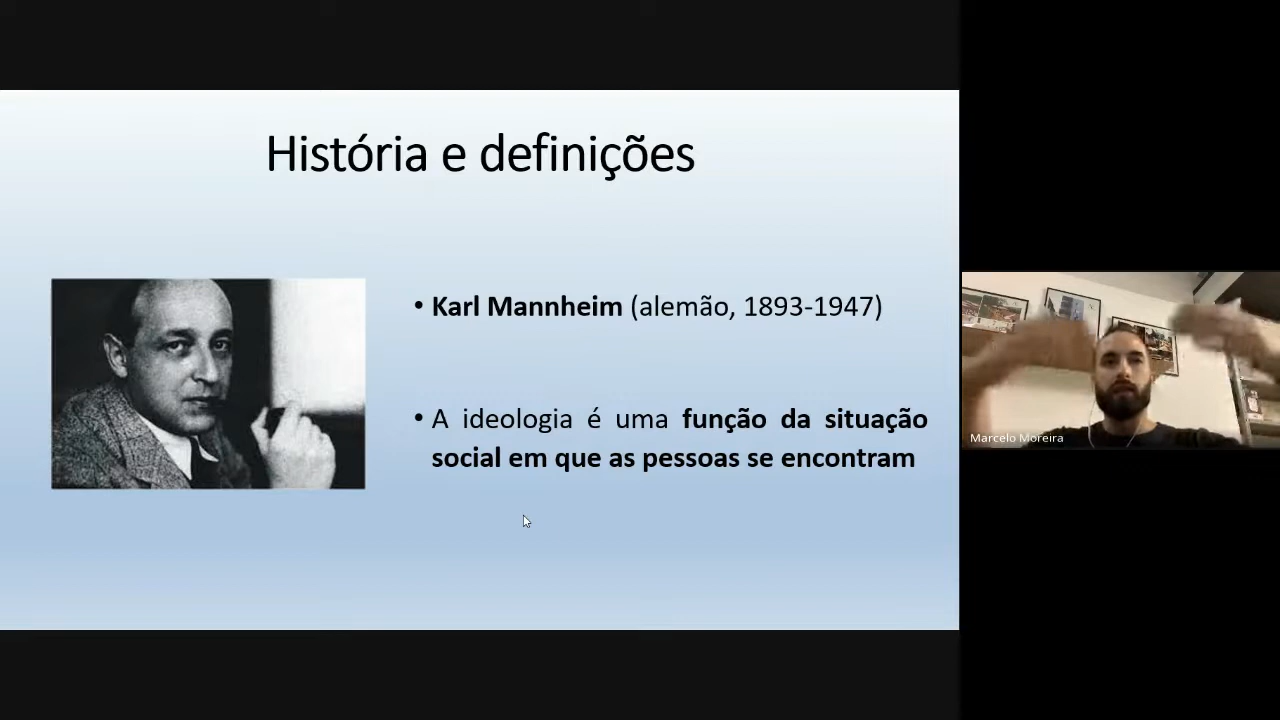 História e definições
• Karl Mannheim (alemão, 1893-1947)
• A ideologia é uma função da situação
social em que as pessoas se encontram
Marcelo Moreira